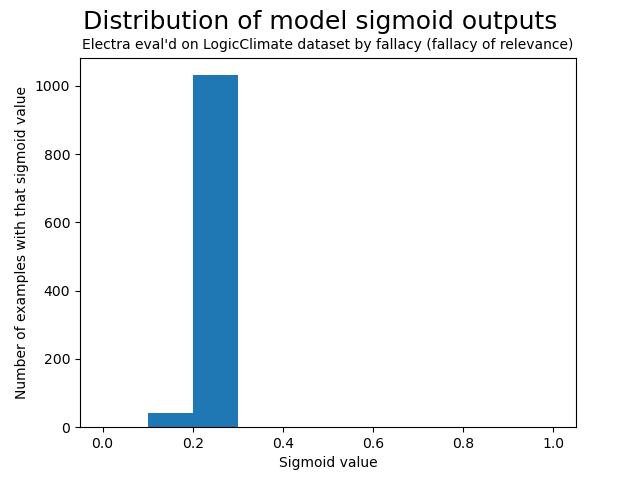 Distribution of model sigmoid outputs
Electra eval'd on LogicClimate dataset by fallacy (fallacy of relevance)
Number of examples with that sigmoid value
1000
800
600
400
200
0
0.0 0.2 0.4 0.6 0.8 1.0
Sigmoid value